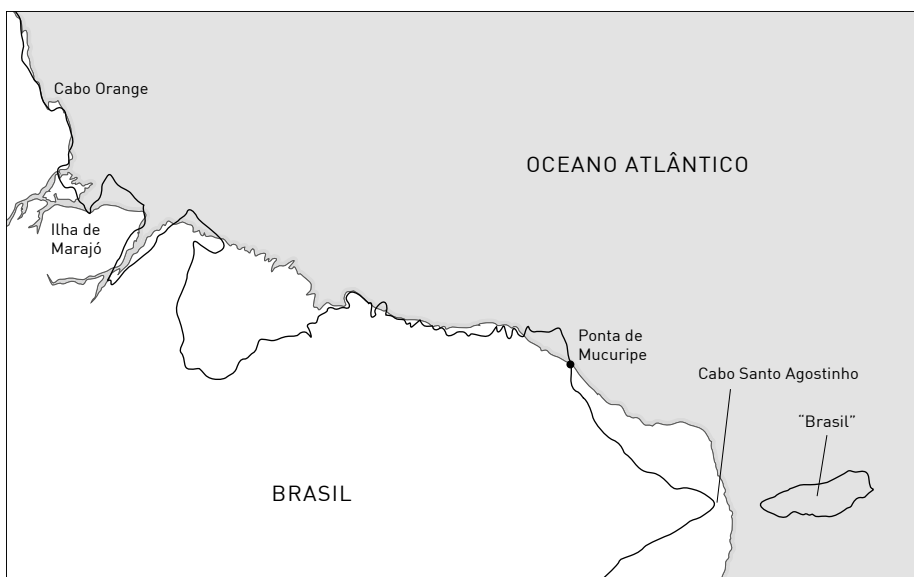 Cabo Orange
OCEANO ATLÂNTICO
Ilha de
Marajó
Ponta de
Mucuripe
Cabo Santo Agostinho
“Brasil”
BRASIL